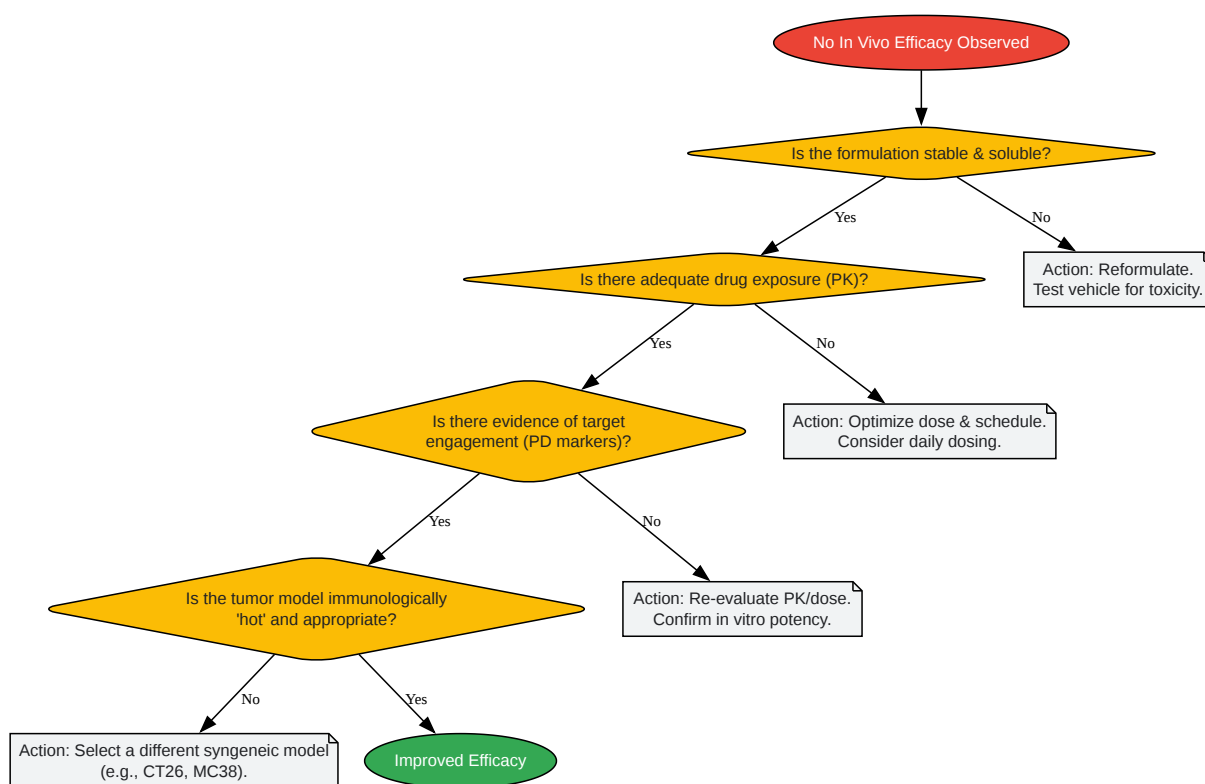 No In Vivo Efficacy Observed
Is the formulation stable & soluble?
Yes
No
Action: Reformulate.
Test vehicle for toxicity.
Is there adequate drug exposure (PK)?
Yes
No
Action: Optimize dose & schedule.
Consider daily dosing.
Is there evidence of target
engagement (PD markers)?
Yes
No
Action: Re-evaluate PK/dose.
Confirm in vitro potency.
Is the tumor model immunologically
'hot' and appropriate?
No
Yes
Action: Select a different syngeneic model
(e.g., CT26, MC38).
Improved Efficacy